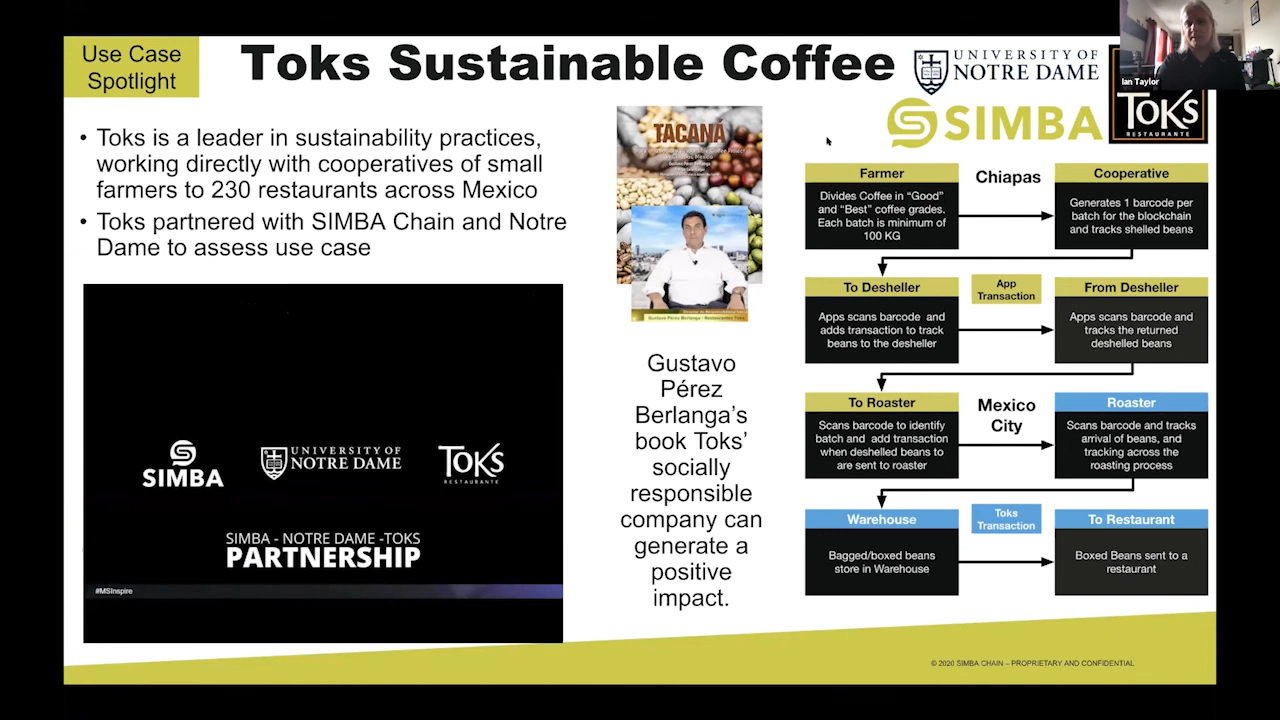 Use Case
Spotlight
Toks Sustainable Coffee
UNIVERSITY OF
NOTRE DAME
SIMBA
Ian Taylor
TOKS
RESTAURANTE
• Toks is a leader in sustainability practices,
working directly with cooperatives of small
farmers to 230 restaurants across Mexico
• Toks partnered with SIMBA Chain and Notre
Dame to assess use case
SIMBA
UNIVERSITY OF
NOTRE DAME
TOKS
RESTAURANTE
SIMBA - NOTRE DAME -TOKS
PARTNERSHIP
#MSInspire
TACANÁ
Gustavo Pérez Berlanga - Restaurantes Toks
Gustavo
Pérez
Berlanga’s
book Toks’
socially
responsible
company can
generate a
positive
impact.
Farmer
Divides Coffee in “Good”
and “Best” coffee grades.
Each batch is minimum of
100 KG
Chiapas
Cooperative
Generates 1 barcode per
batch for the blockchain
and tracks shelled beans
To Desheller
Apps scans barcode and
adds transaction to track
beans to the desheller
App
Transaction
From Desheller
Apps scans barcode and
tracks the returned
deshelled beans
To Roaster
Scans barcode to identify
batch and add transaction
when deshelled beans to
are sent to roaster
Mexico
City
Roaster
Scans barcode and tracks
arrival of beans, and
tracking across the
roasting process
Warehouse
Bagged/boxed beans
store in Warehouse
Toks
Transaction
To Restaurant
Boxed Beans sent to a
restaurant
© 2020 SIMBA CHAIN – PROPRIETARY AND CONFIDENTIAL